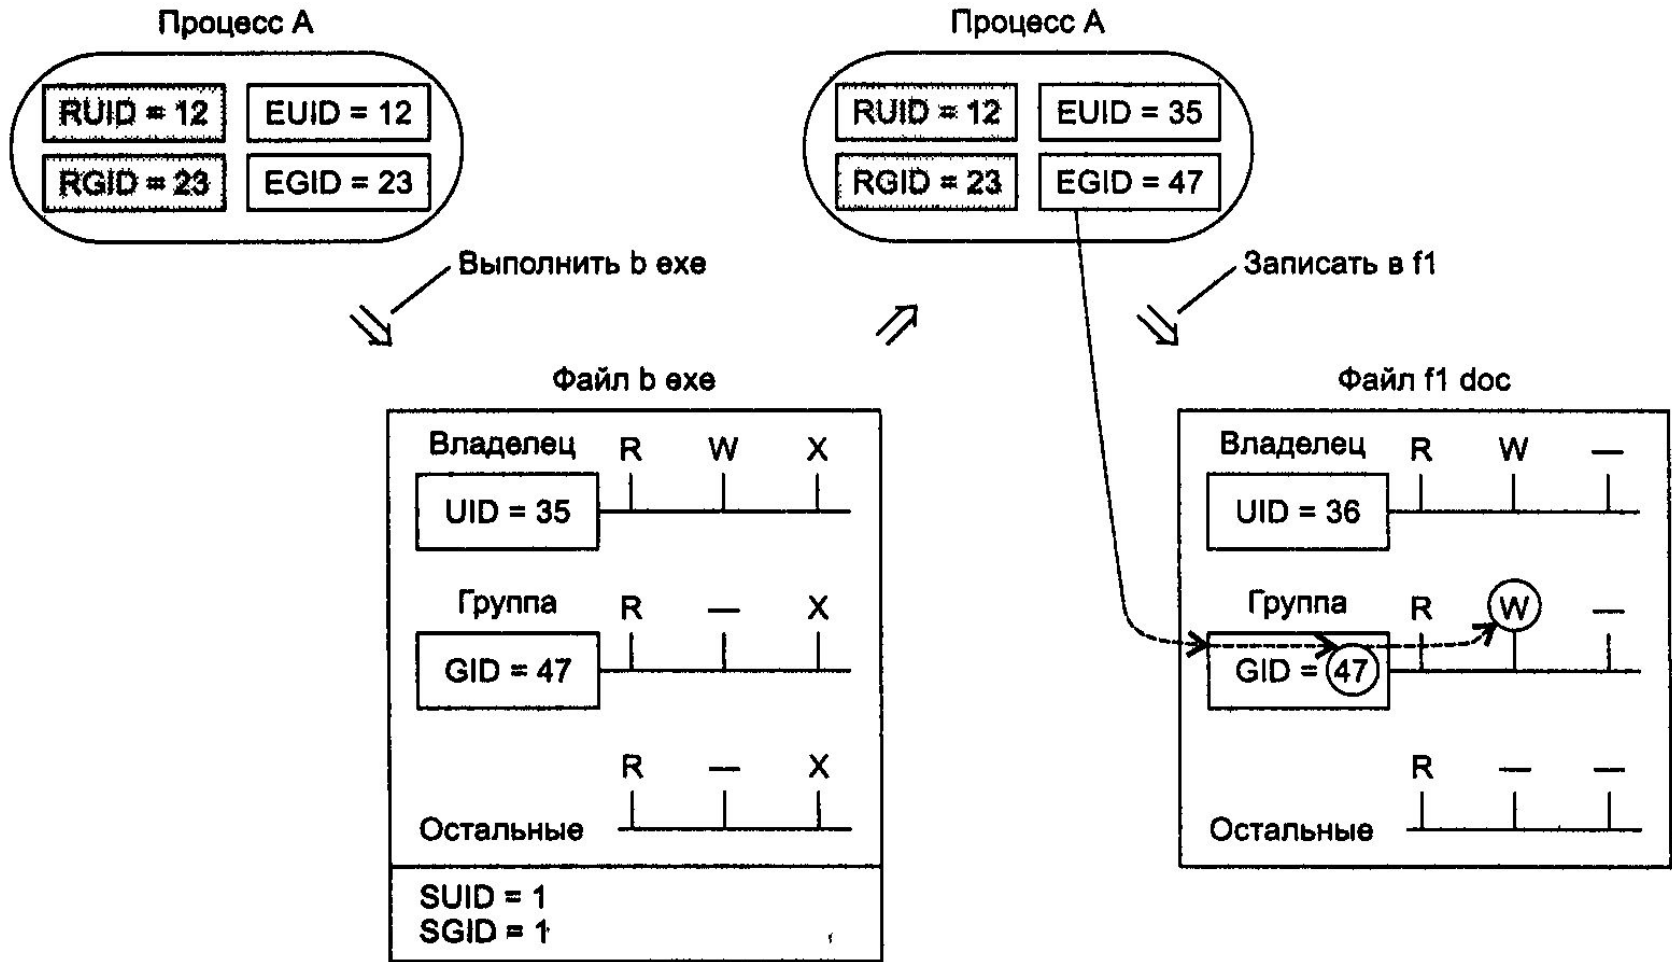 Процесс А
RUID = 12
EUID = 12
RGID = 23
EGID = 23
Выполнить b exe
Файл b exe
Владелец
R W X
UID = 35
Группа
R — X
GID = 47
R — X
Остальные
SUID = 1
SGID = 1
Процесс А
RUID = 12
EUID = 35
RGID = 23
EGID = 47
Записать в f1
Файл f1 doc
Владелец
R W —
UID = 36
Группа
R W —
GID = 47
R — —
Остальные